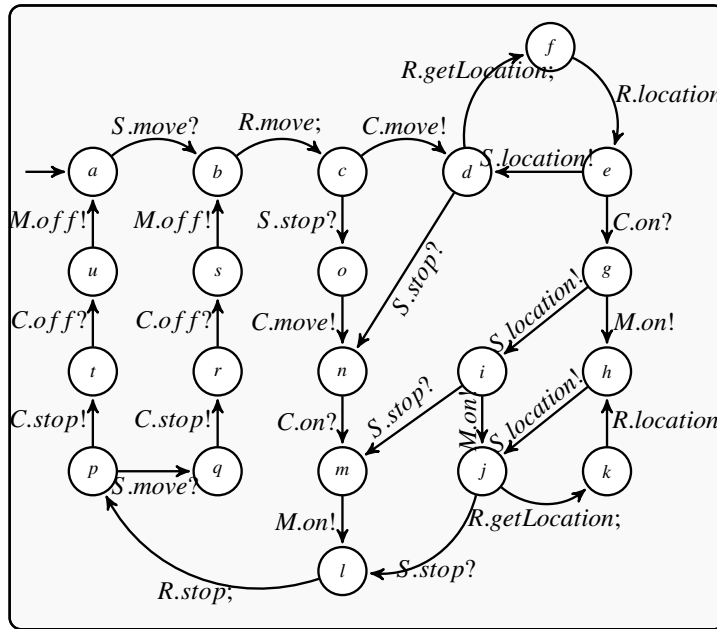 f
R.getLocation;
R.location
S.move?
R.move;
C.move!
a
b
c
d
S.location!
e
M.off!
M.off!
S.stop?
C.on?
u
s
o
S.stop?
g
C.off?
C.off?
C.move!
S.location!
M.on!
t
r
n
i
h
C.stop!
C.stop!
C.on?
S.stop?
M.on!
S.location!
R.location
p
S.move?
q
m
j
k
M.on!
R.getLocation;
R.stop;
l
S.stop?